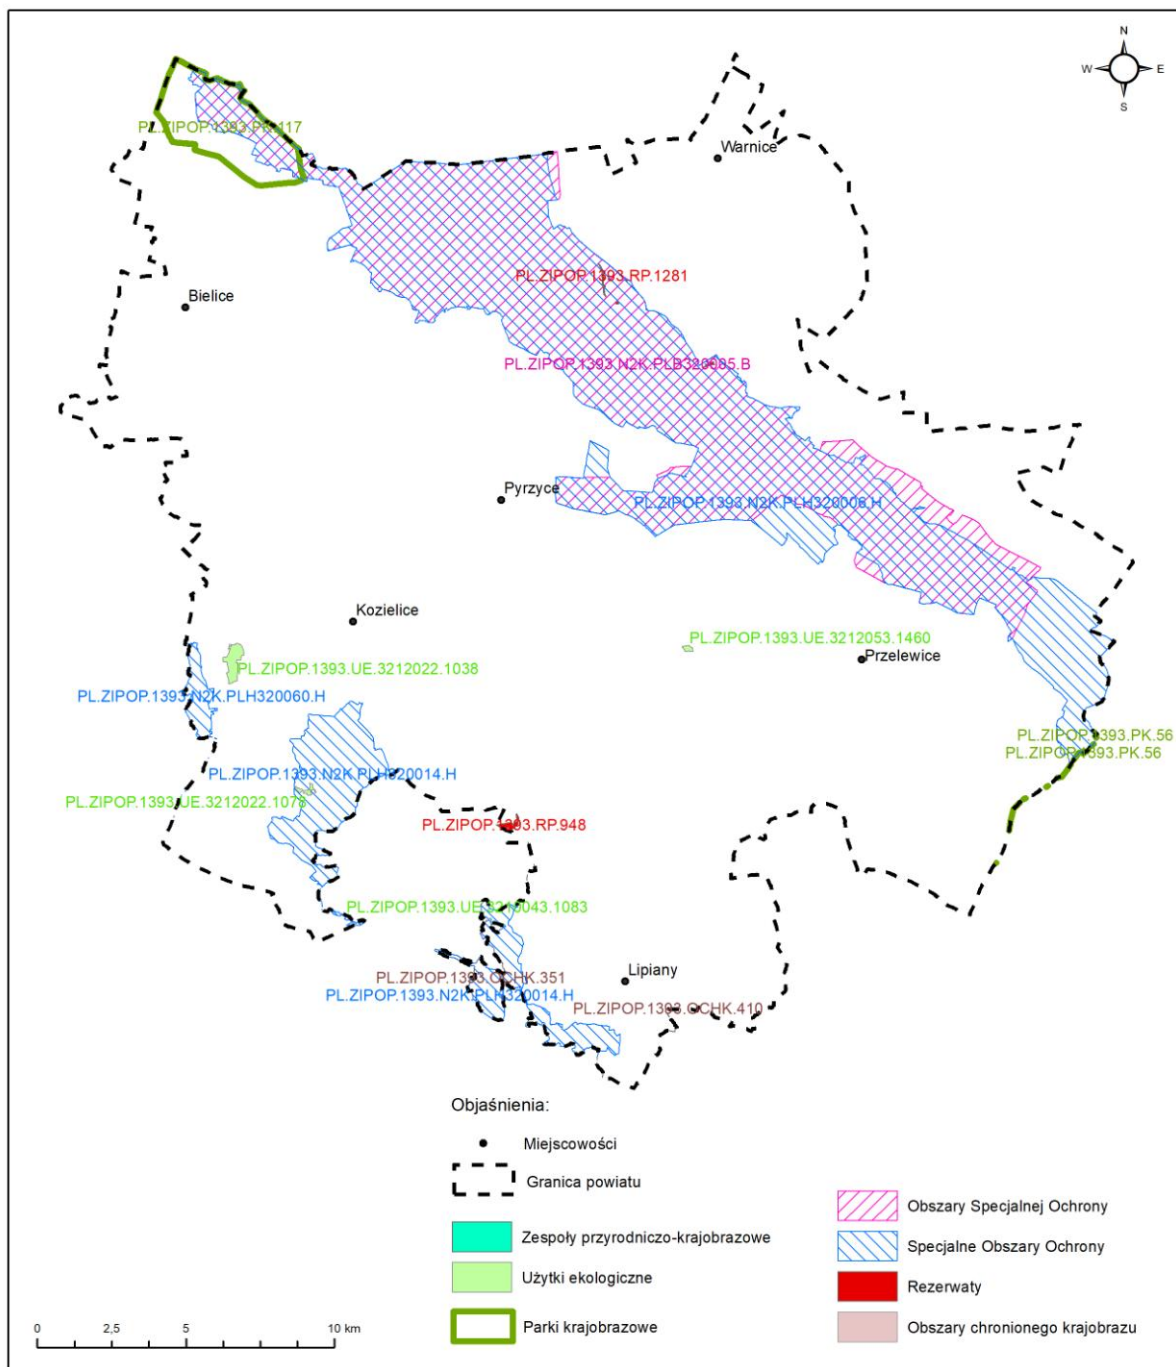 N
W E
S
Warnice
PL.ZIPOP.1393.PK.117
PL.ZIPOP.1393.RP.1281
Bielice
PL.ZIPOP.1393.N2K.PLB320005.B
Pyrzyce
PL.ZIPOP.1393.N2K.PLH320006.H
Kozielice
PL.ZIPOP.1393.UE.3212053.1460
Przelewice
PL.ZIPOP.1393.UE.3212022.1038
PL.ZIPOP.1393.N2K.PLH320060.H
PL.ZIPOP.1393.PK.56
PL.ZIPOP.1393.PK.56
PL.ZIPOP.1393.N2K.PLH320014.H
PL.ZIPOP.1393.UE.3212022.1078
PL.ZIPOP.1393.RP.948
PL.ZIPOP.1393.UE.3210043.1083
PL.ZIPOP.1393.OCHK.351
Lipiany
PL.ZIPOP.1393.N2K.PLH320014.H
PL.ZIPOP.1393.OCHK.410
Objaśnienia:
Miejscowości
Granica powiatu
Obszary Specjalnej Ochrony
Zespoły przyrodniczo-krajobrazowe
Specjalne Obszary Ochrony
Użytki ekologiczne
Rezerwaty
Parki krajobrazowe
Obszary chronionego krajobrazu
0 2,5 5 10 km